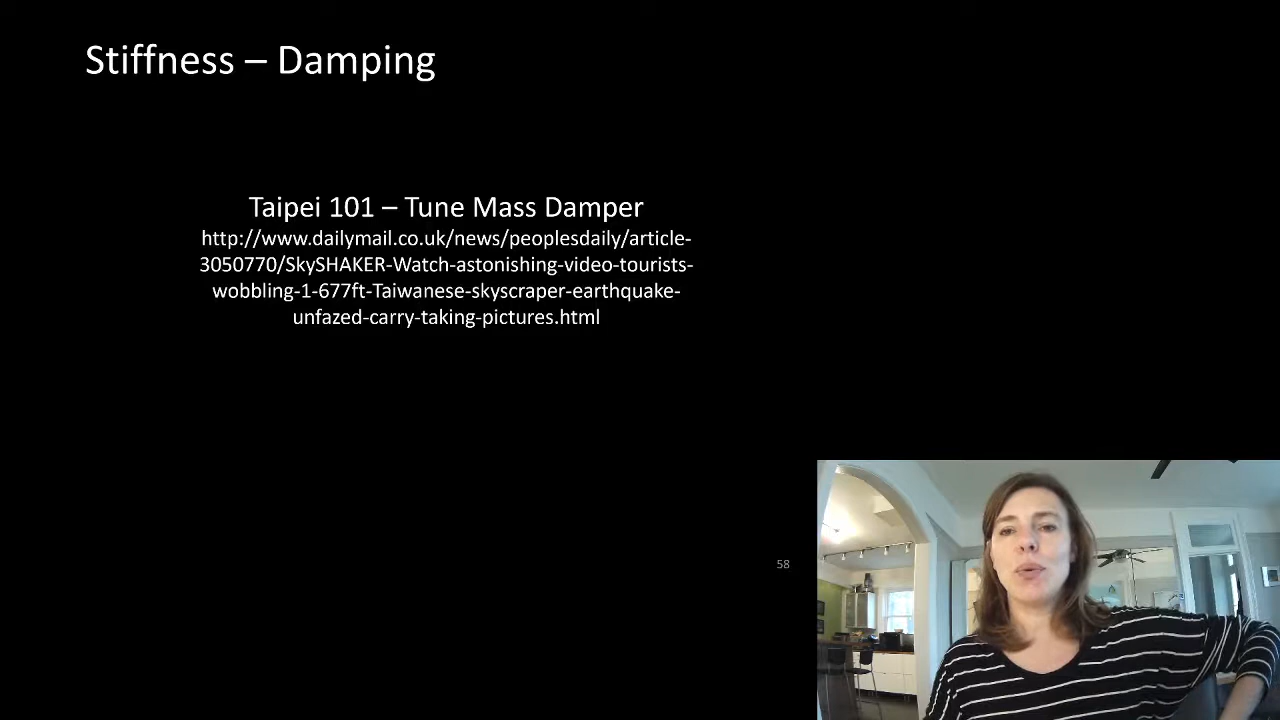 Stiffness – Damping
Taipei 101 – Tune Mass Damper
http://www.dailymail.co.uk/news/peoplesdaily/article-
3050770/SkySHAKER-Watch-astonishing-video-tourists-
wobbling-1-677ft-Taiwanese-skyscraper-earthquake-
unfazed-carry-taking-pictures.html
58